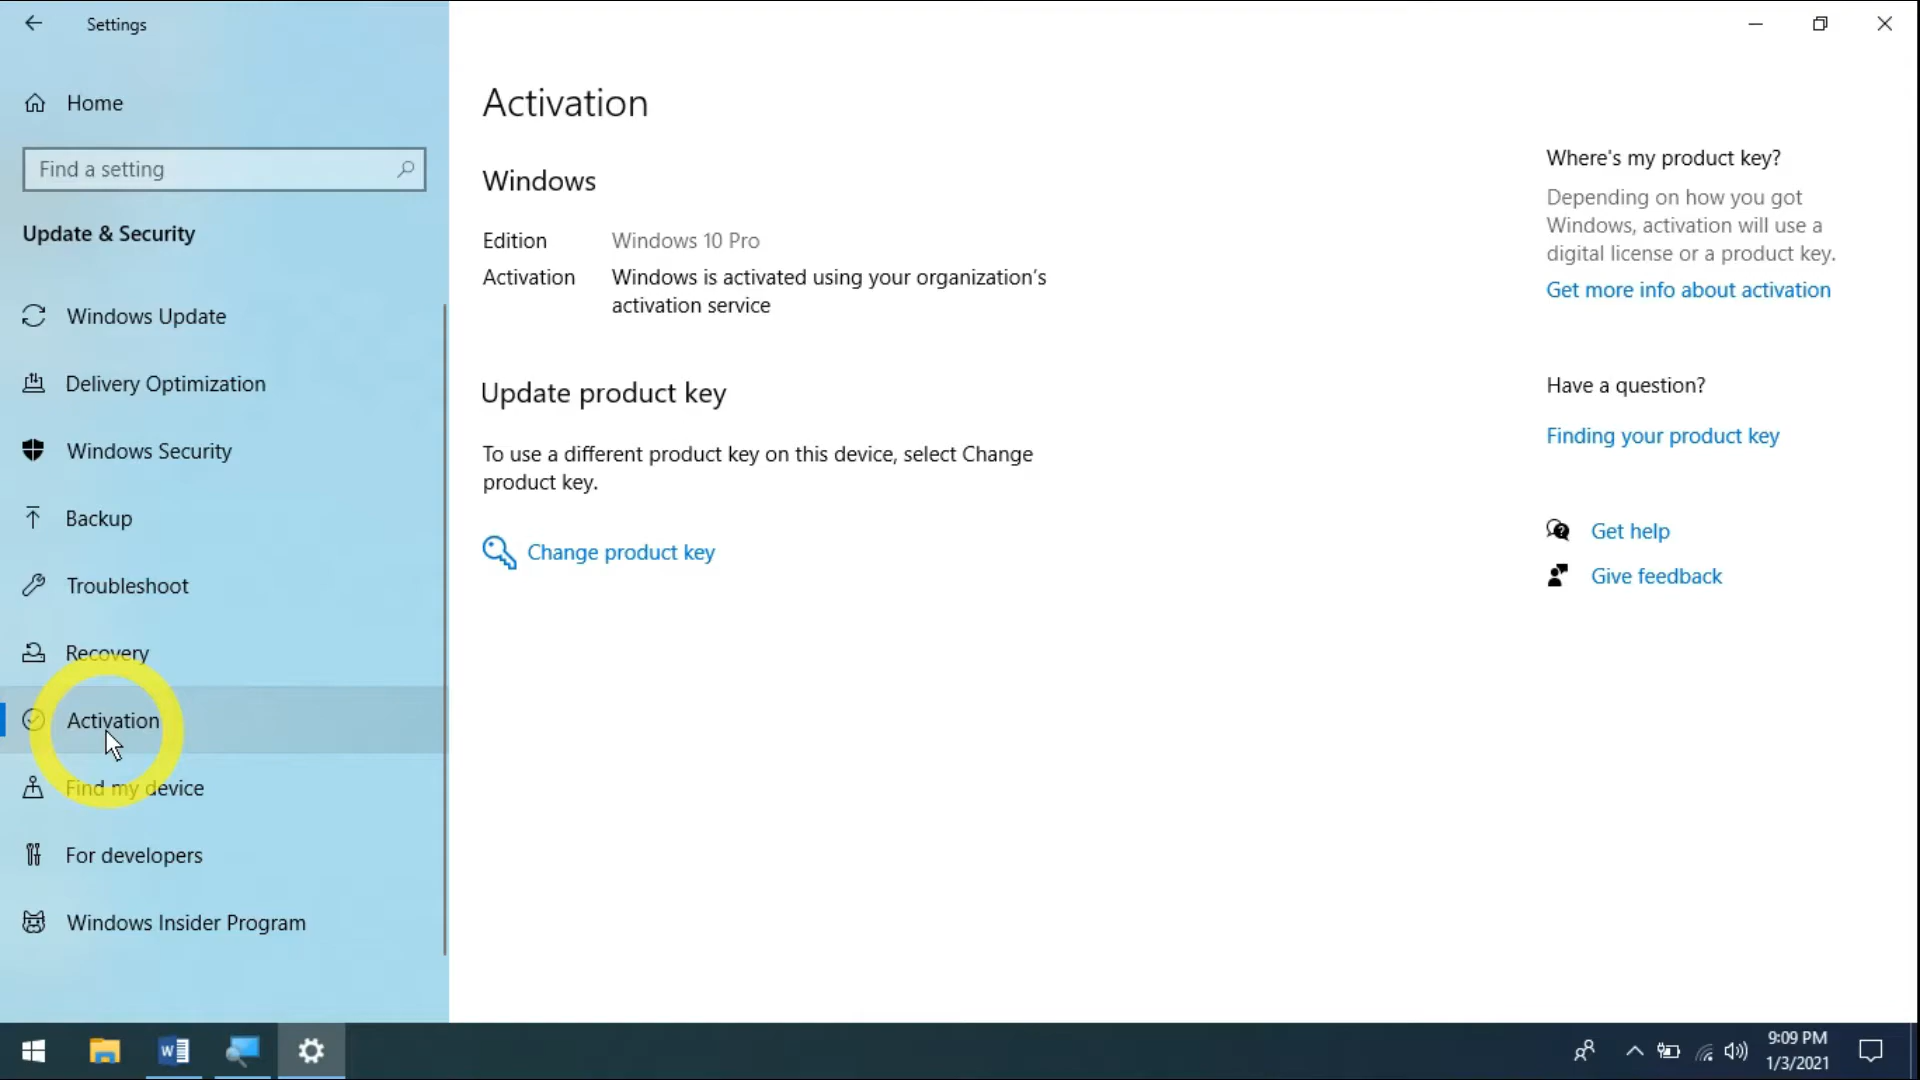 Settings
Home
Find a setting
Update & Security
Windows Update
Delivery Optimization
Windows Security
Backup
Troubleshoot
Recovery
Activation
Find my device
For developers
Windows Insider Program
Activation
Windows
Edition Windows 10 Pro
Activation Windows is activated using your organization's
activation service
Update product key
To use a different product key on this device, select Change
product key.
Change product key
Where's my product key?
Depending on how you got
Windows, activation will use a
digital license or a product key.
Get more info about activation
Have a question?
Finding your product key
Get help
Give feedback
W
9:09 PM
1/3/2021